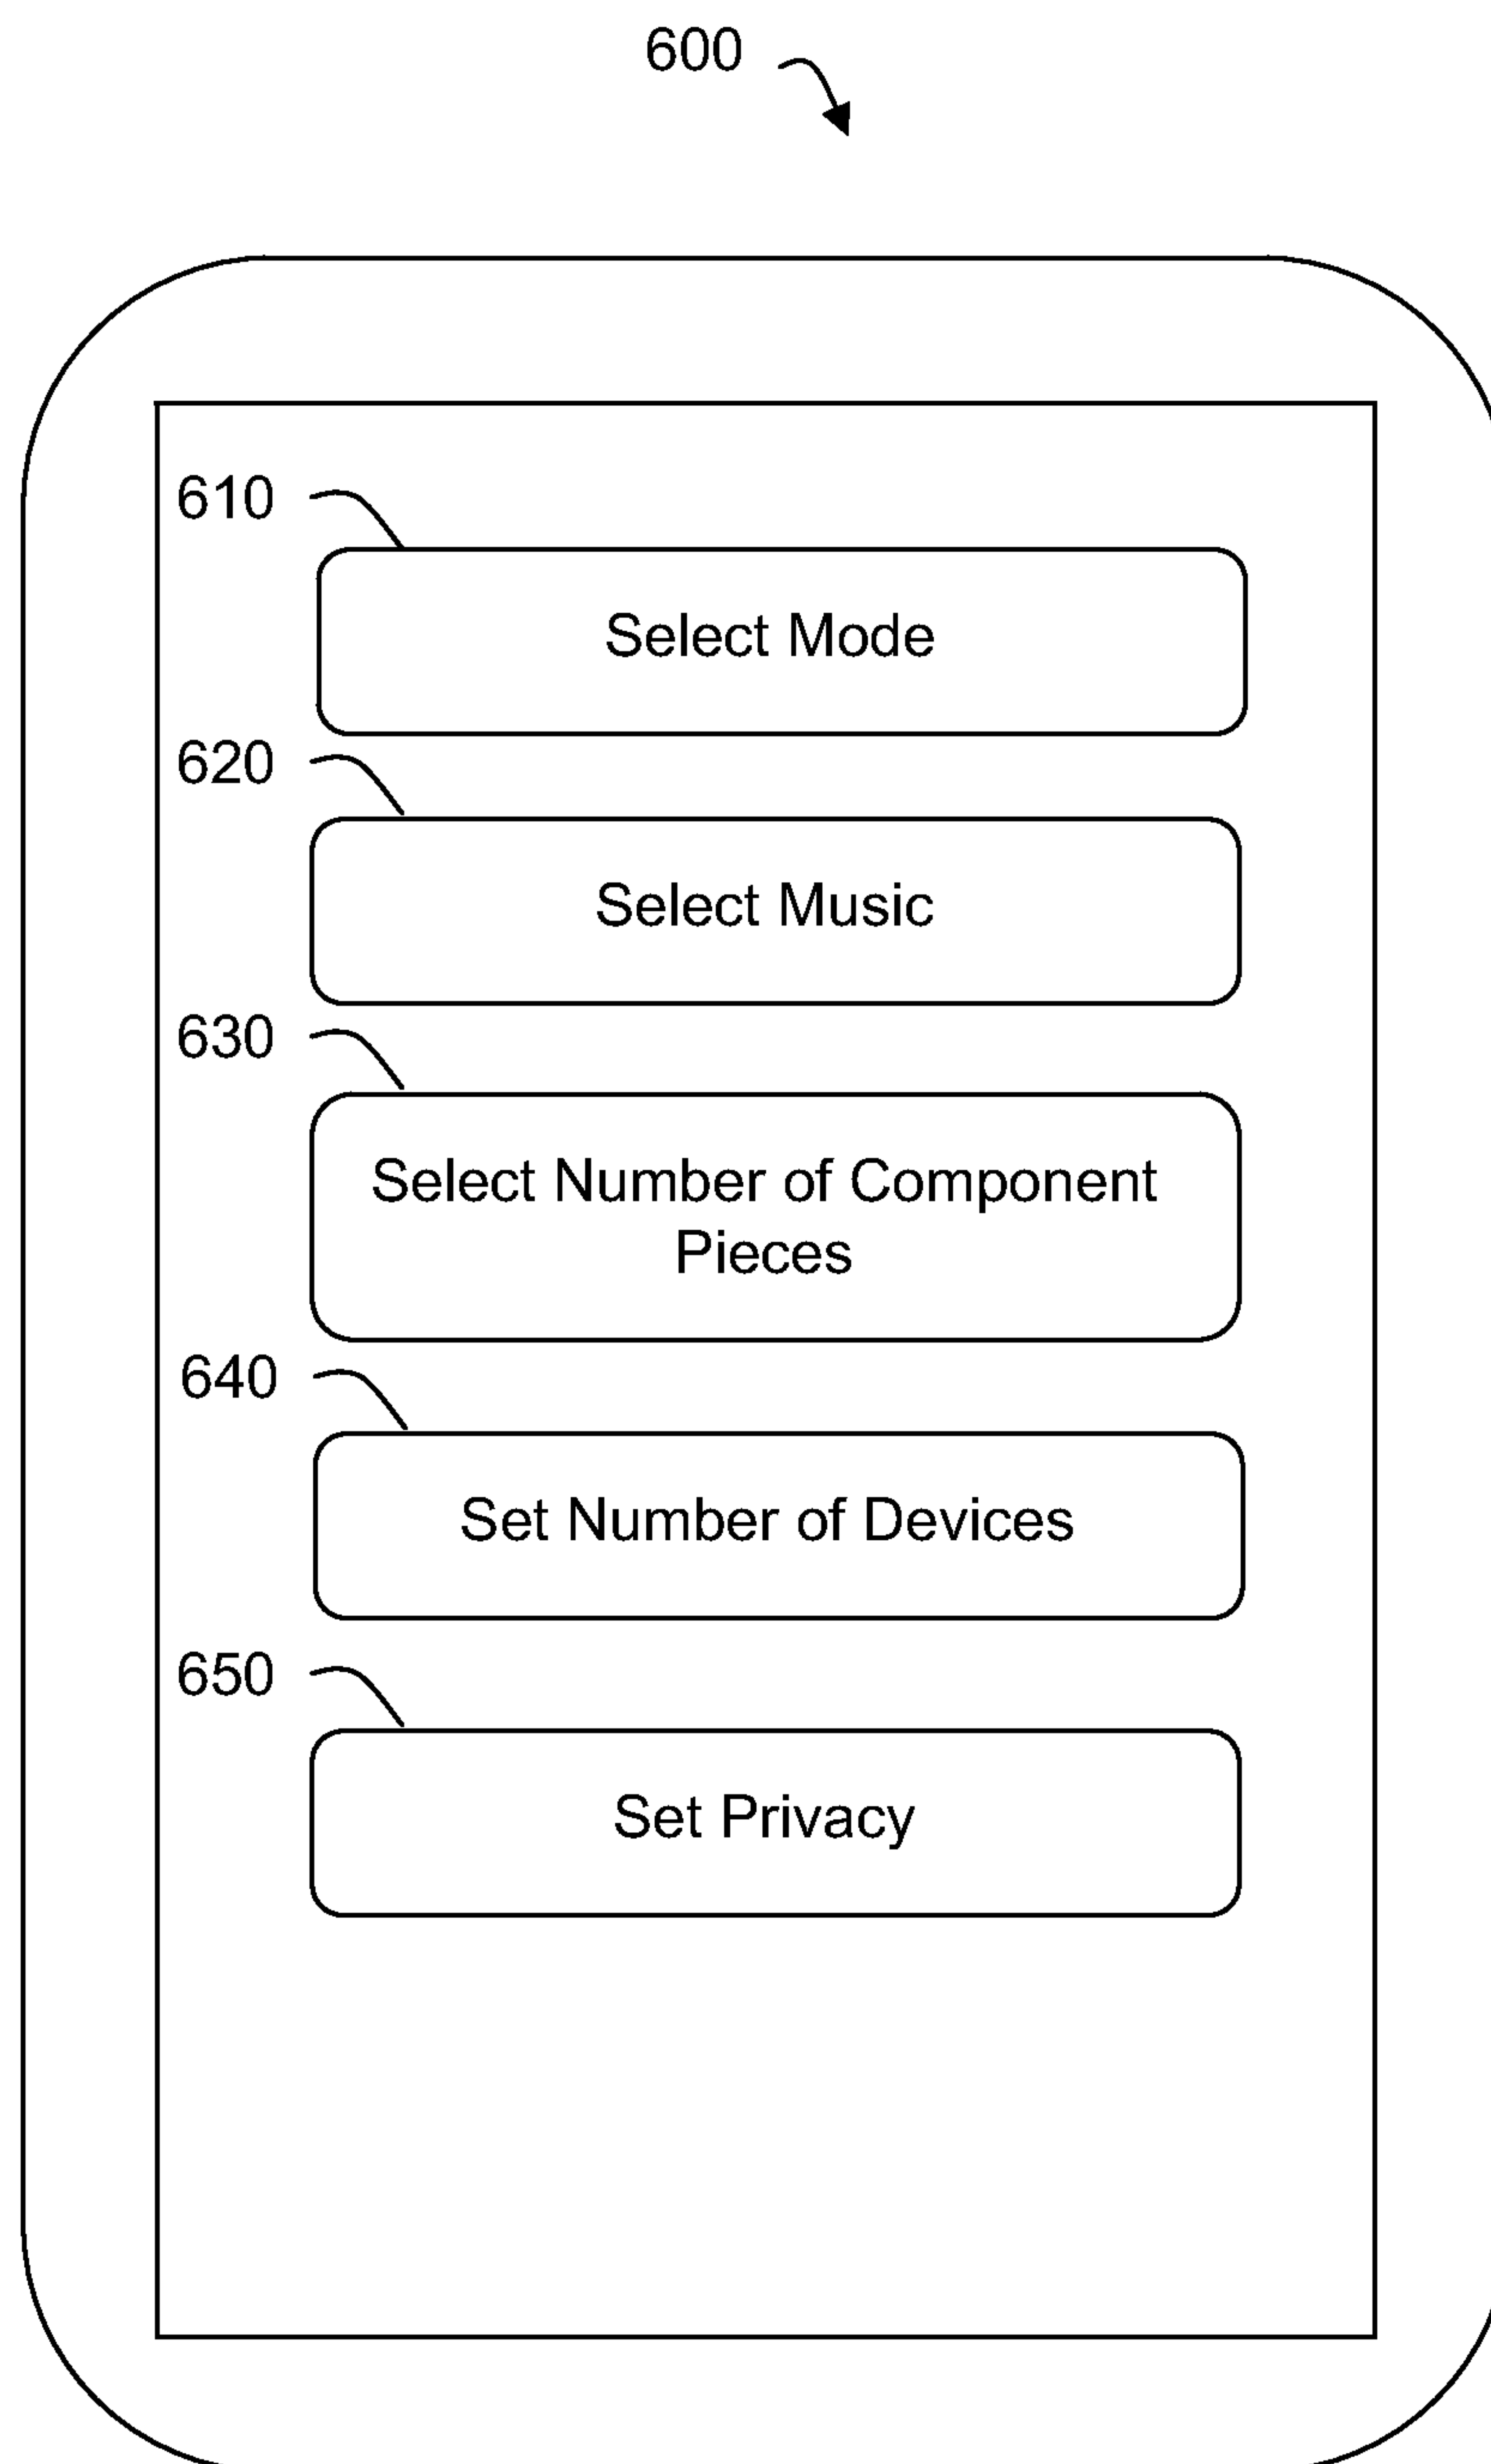 600
610
Select Mode
620
Select Music
630
Select Number of Component
Pieces
640
Set Number of Devices
650
Set Privacy